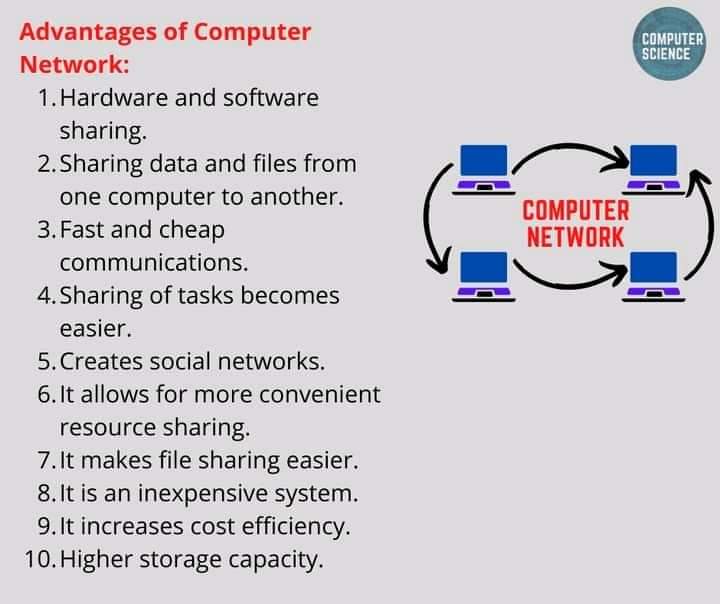 Advantages of Computer
Network:
1. Hardware and software
sharing.
2. Sharing data and files from
one computer to another.
3. Fast and cheap
communications.
4. Sharing of tasks becomes
easier.
5. Creates social networks.
6. It allows for more convenient
resource sharing.
7. It makes file sharing easier.
8. It is an inexpensive system.
9. It increases cost efficiency.
10. Higher storage capacity.
COMPUTER
SCIENCE
COMPUTER
NETWORK